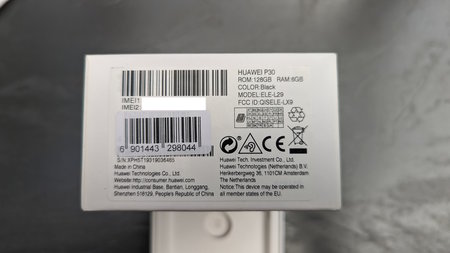 HUAWEI P30
ROM:128GB RAM:6GB
COLOR:Black
MODEL:ELE-L29
FCC ID:QISELE-LX9
IMEI1:
IMEI2:
6 901443 298044
S/N:XPH5T19319036465
Made in China
Huawei Technologies Co., Ltd.
Website: http://consumer.huawei.com
Huawei Industrial Base, Bantian, Longgang,
Shenzhen 518129, People's Republic of China
25
CE
Huawei Tech. Investment Co., Ltd.
Huawei Technologies (Netherlands) B.V.
Herikerbergweg 36, 1101CM Amsterdam
The Netherlands
Notice:This device may be operated in
all member states of the EU.